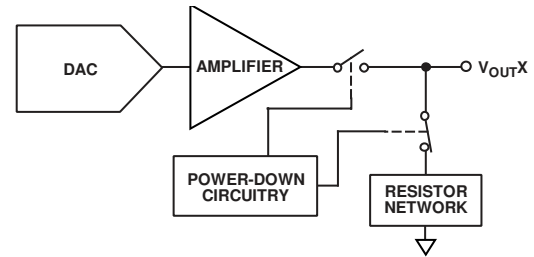 DAC
AMPLIFIER
VOUTX
POWER-DOWN
CIRCUITRY
RESISTOR
NETWORK